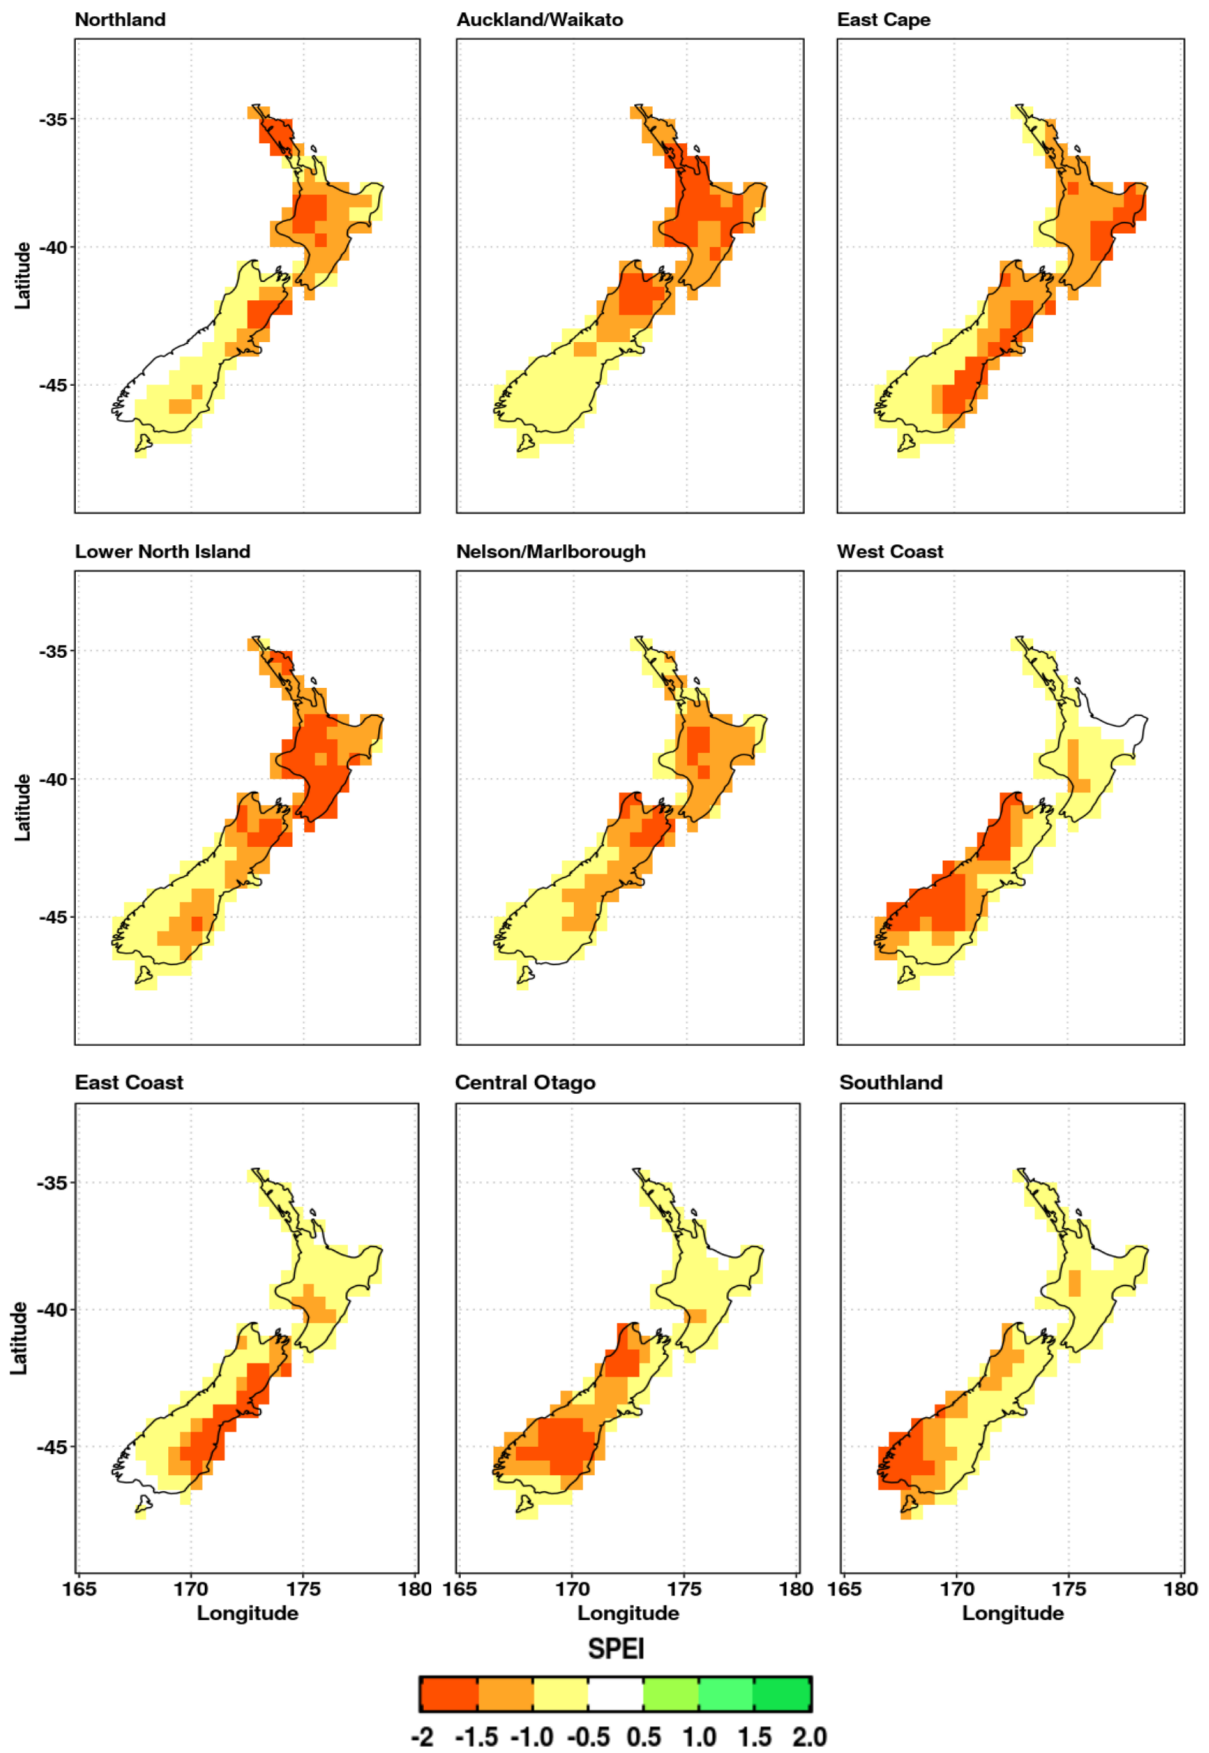 Northland Auckland/Waikato East Cape
-35
-40
-45
Latitude
Lower North Island Nelson/Marlborough West Coast
-35
-40
-45
Latitude
East Coast Central Otago Southland
-35
-40
-45
Latitude
165 170 175 180 165 170 175 180 165 170 175 180
Longitude Longitude Longitude
SPEI
-2 -1.5 -1.0 -0.5 0.5 1.0 1.5 2.0